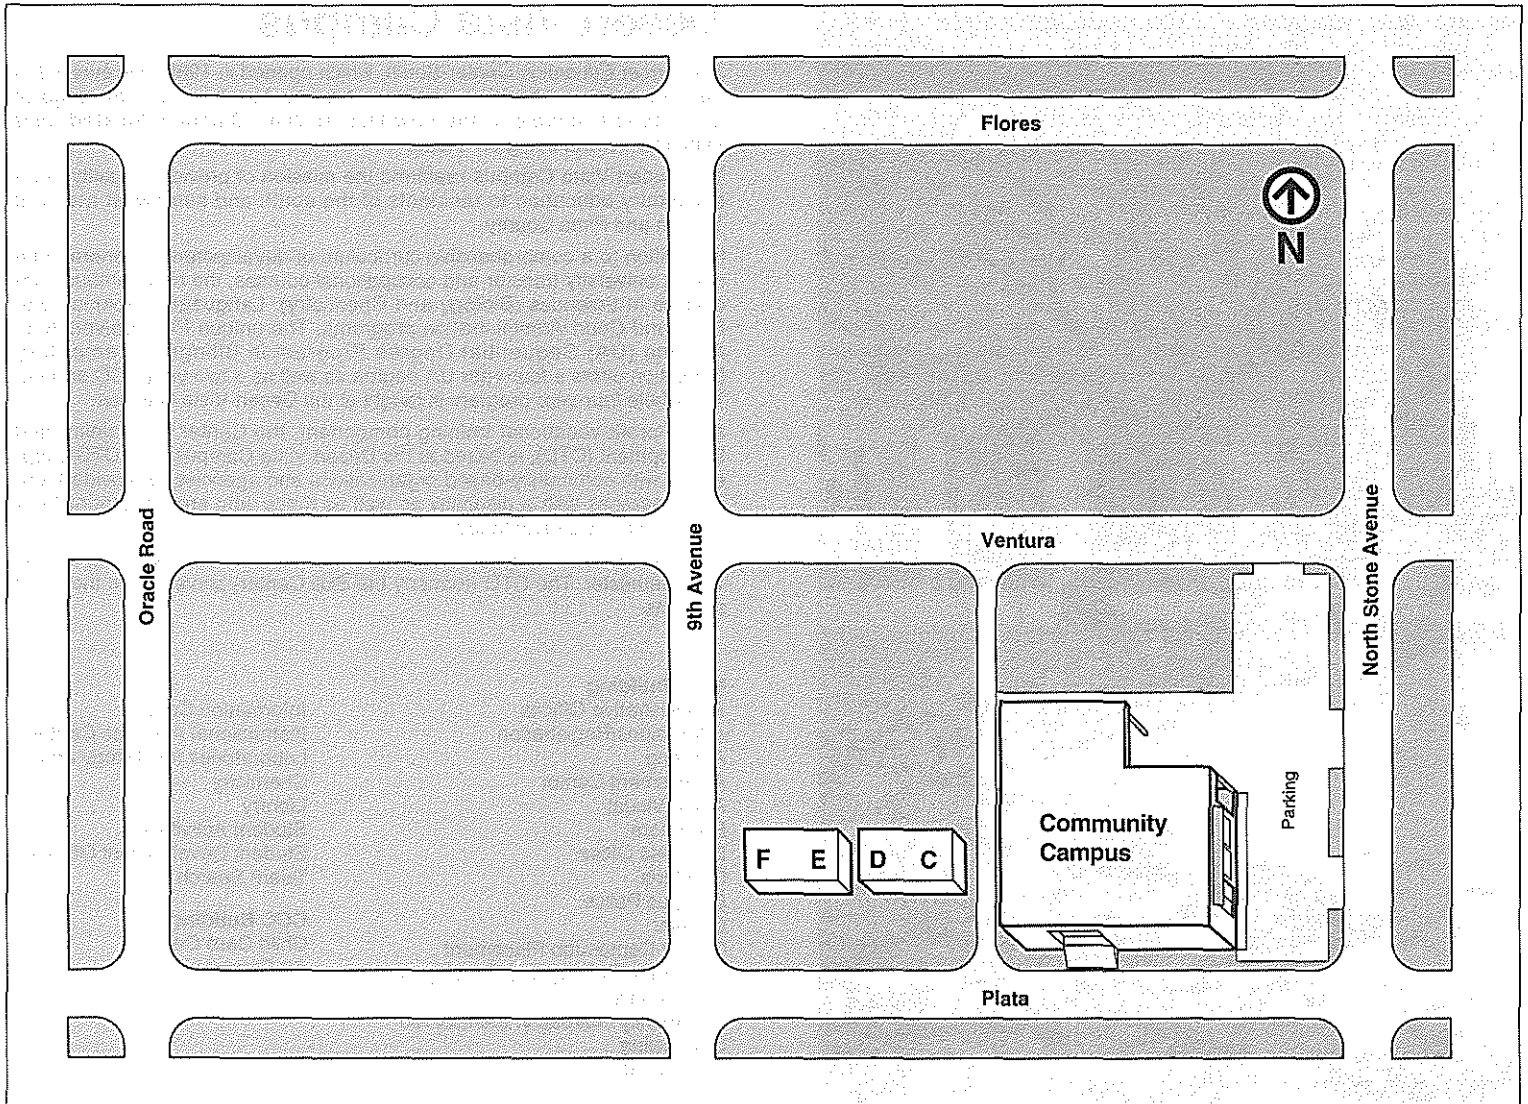 Flores
N
Oracle Road
9th Avenue
Ventura
North Stone Avenue
Parking
Community
Campus
F E D C
Plata